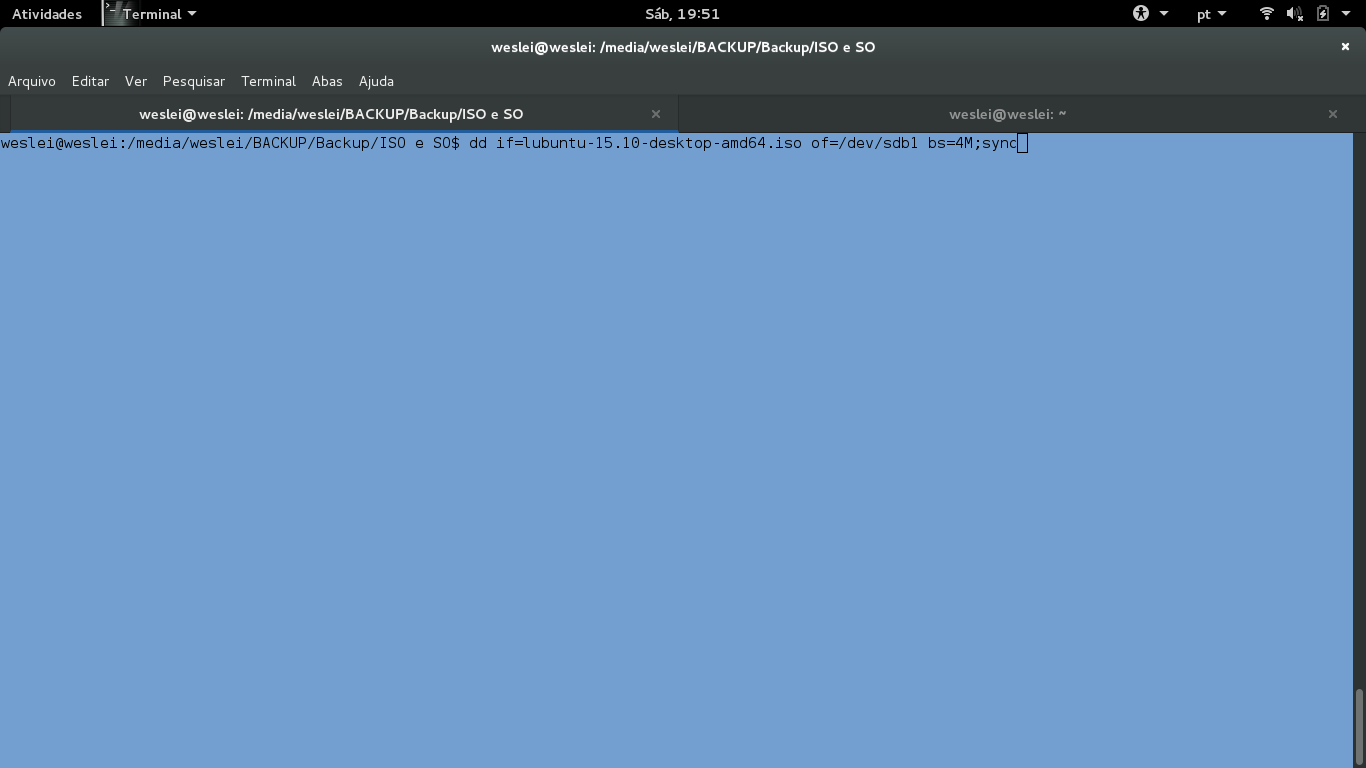 Atividades Terminal Sáb, 19:51 pt
weslei@weslei: /media/weslei/BACKUP/Backup/ISO e SO
Arquivo Editar Ver Pesquisar Terminal Abas Ajuda
weslei@weslei: /media/weslei/BACKUP/Backup/ISO e SO weslei@weslei: ~
weslei@weslei:/media/weslei/BACKUP/Backup/ISO e SO$ dd if=lubuntu-15.10-desktop-amd64.iso of=/dev/sdb1 bs=4M;sync